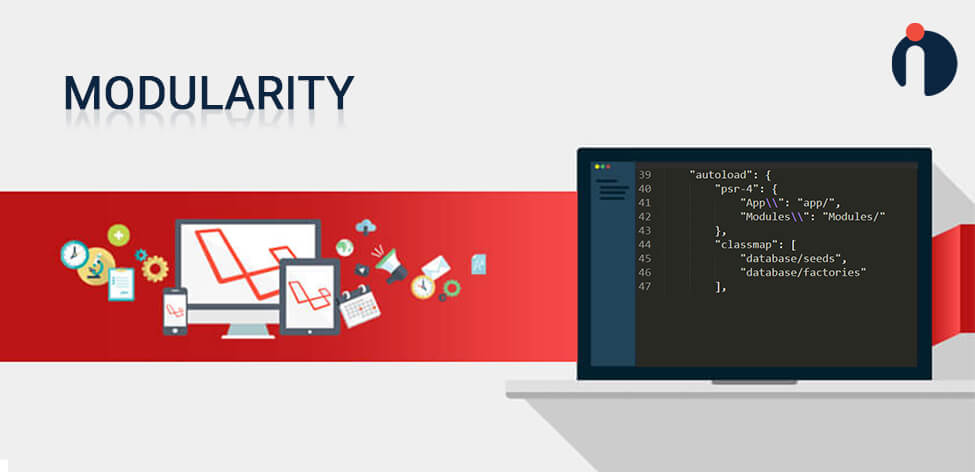 MODULARITY
39 "autoload": {
40 "psr-4": {
41 "App\\": "app/",
42 "Modules\\": "Modules/"
43 },
44 "classmap": [
45 "database/seeds",
46 "database/factories"
47 ],